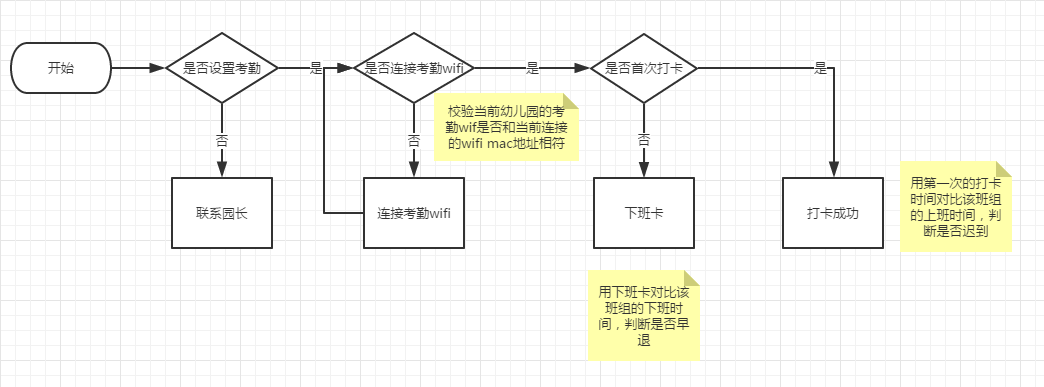 开始
是否设置考勤
是
是否连接考勤wifi
是
是否首次打卡
是
校验当前幼儿园的考
勤wif是否和当前连接
的wifi mac地址相符
否
否
否
联系园长
连接考勤wifi
下班卡
打卡成功
用第一次的打卡
时间对比该班组
的上班时间，判
断是否迟到
用下班卡对比该
班组的下班时
间，判断是否早
退